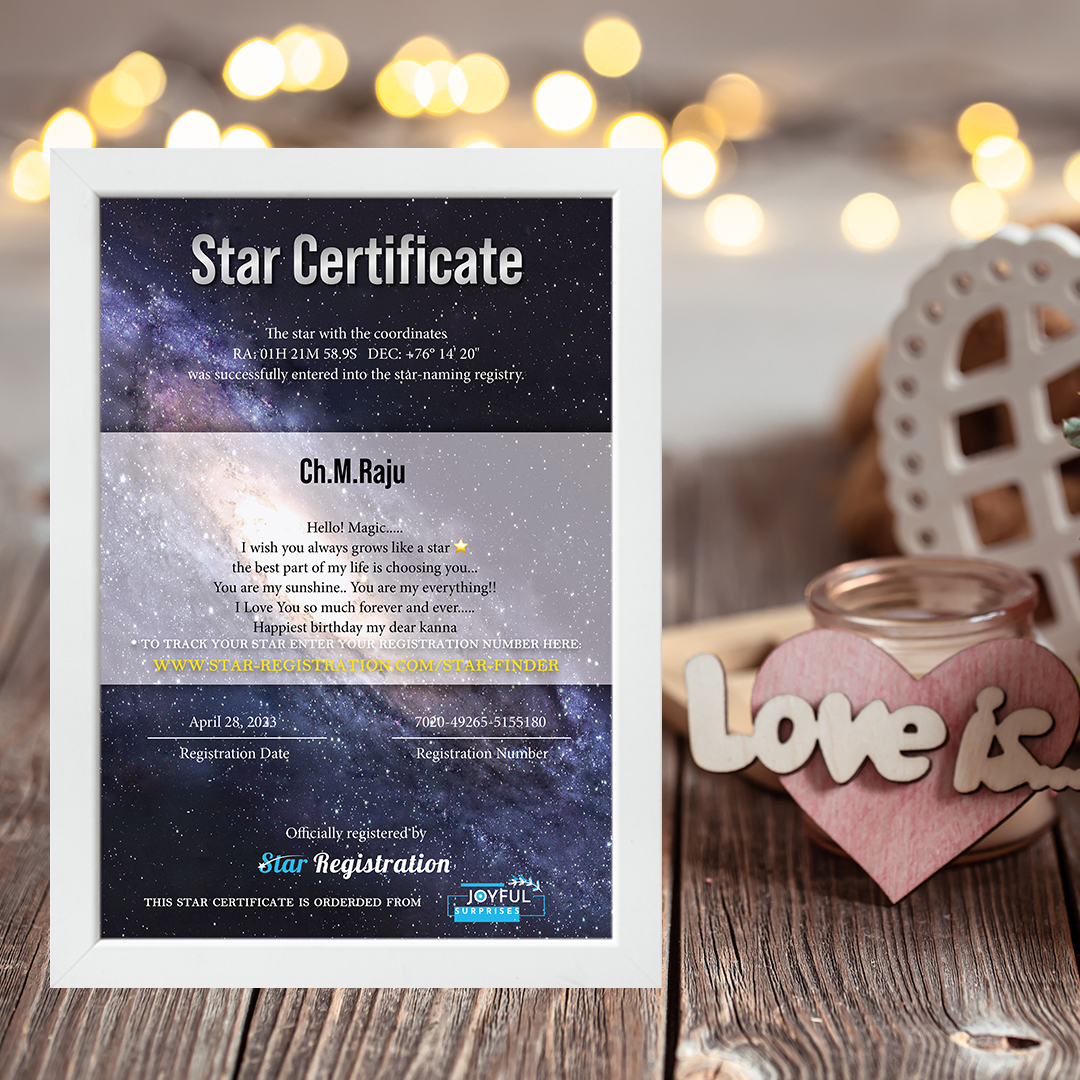 Star Certificate
The star with the coordinates
RA: 01H 21M 58.9S DEC: +76° 14' 20"
was successfully entered into the star-naming registry.
Ch.M.Raju
Hello! Magic.....
I wish you always grows like a star⭐
the best part of my life is choosing you...
You are my sunshine.. You are my everything!!
I Love You so much forever and ever.....
Happiest birthday my dear kanna
* TO TRACK YOUR STAR ENTER YOUR REGISTRATION NUMBER HERE:
WWW.STAR-REGISTRATION.COM/STAR-FINDER
April 28, 2023 7020-49265-5155180
Registration Date Registration Number
Officially registered by
Star Registration
THIS STAR CERTIFICATE IS ORDERDED FROM
JOYFUL
SURPRISES
Love is....